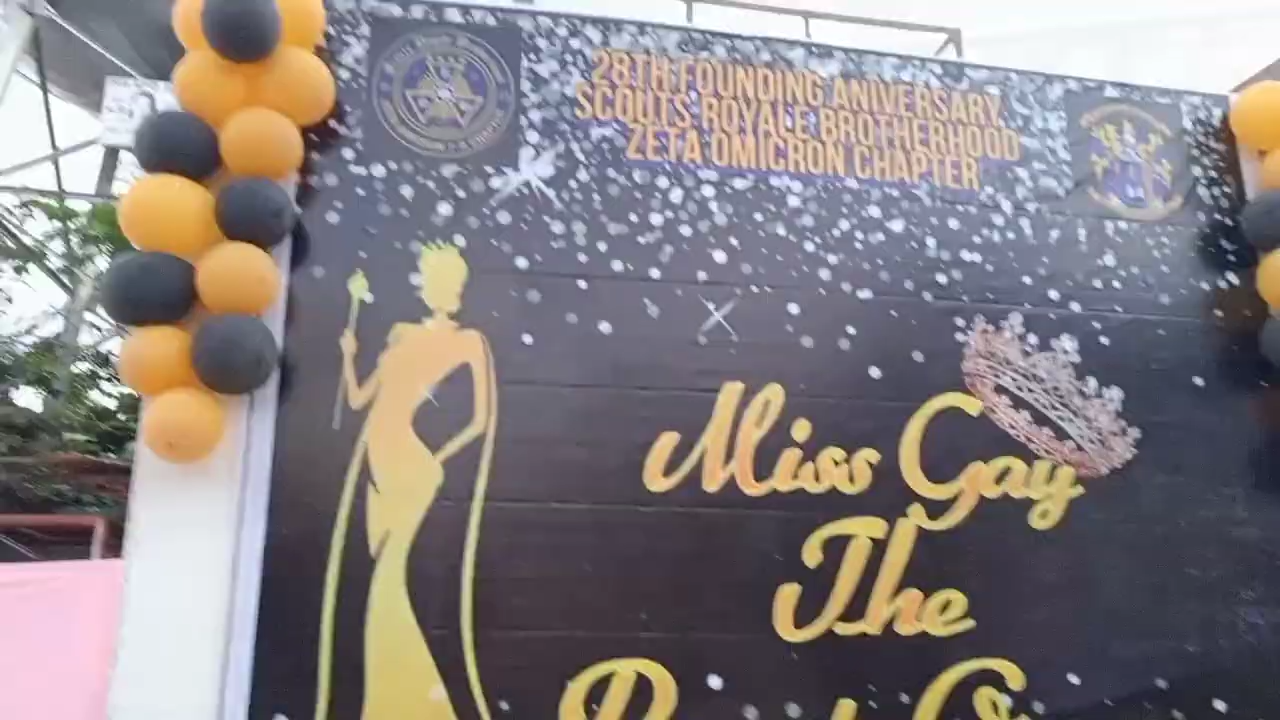 28TH FOUNDING ANIVERSARY
SCOUTS ROYALE BROTHERHOOD
ZETA OMICRON CHAPTER
Miss Gay
The